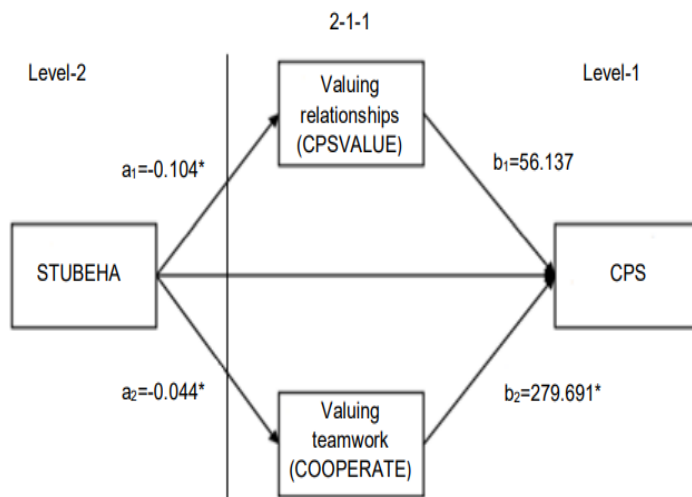 2-1-1
Level-2
Level-1
Valuing
relationships
(CPSVALUE)
a₁=-0.104*
b₁=56.137
STUBEHA
CPS
a₂=-0.044*
b₂=279.691*
Valuing
teamwork
(COOPERATE)